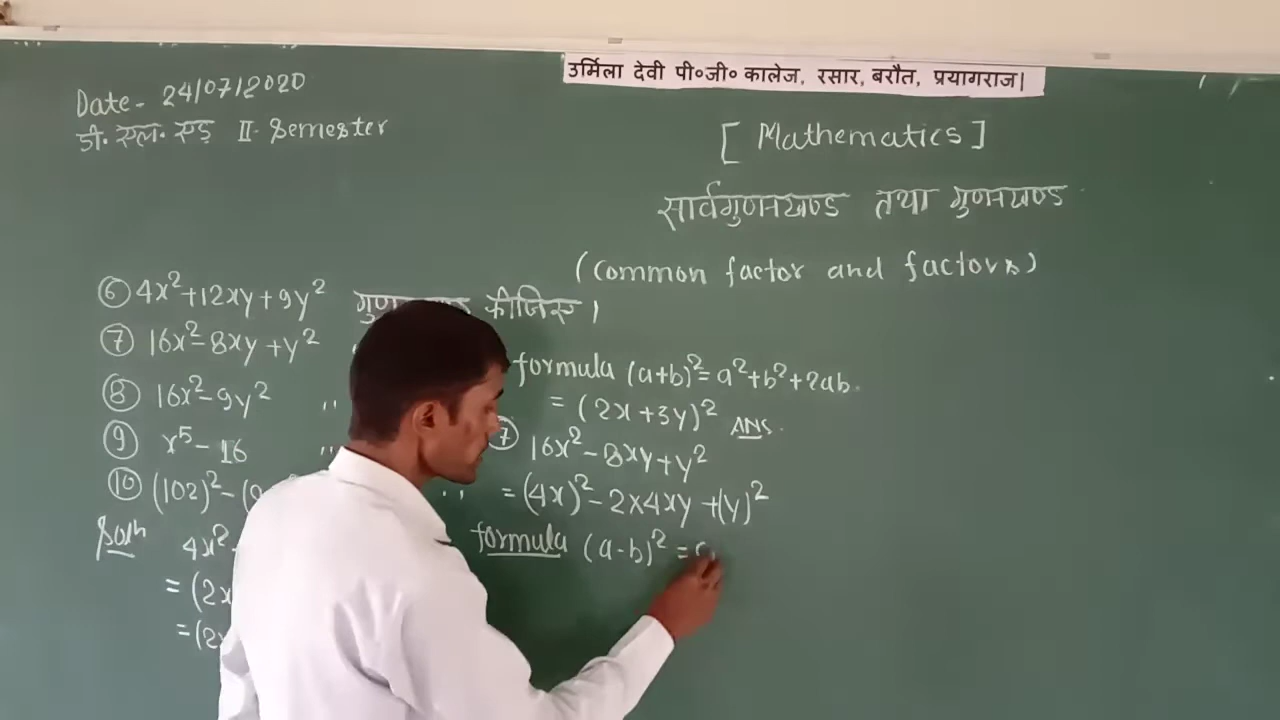 उर्मिला देवी पी०जी० कालेज, रसार, बरौत, प्रयागराज।
Date- 24/07/2020
डी. एल. एड़ II- Semester
[ Mathematics ]
सार्वगुणनखण्ड तथा गुणनखण्ड
(Common factor and factors)
⑥ 4x²+12xy+9y² कीजिए।
⑦ 16x²-8xy+y² "
⑧ 16x²-9y² "
⑨ x⁵-16 "
⑩ (102)²-( "
Solⁿ 4x²
= (2x
=(2x
formula (a+b)²=a²+b²+2ab.
= (2x+3y)² ANS.
⑦ 16x²-8xy+y²
= (4x)²-2x4xy+(y)²
formula (a-b)² =